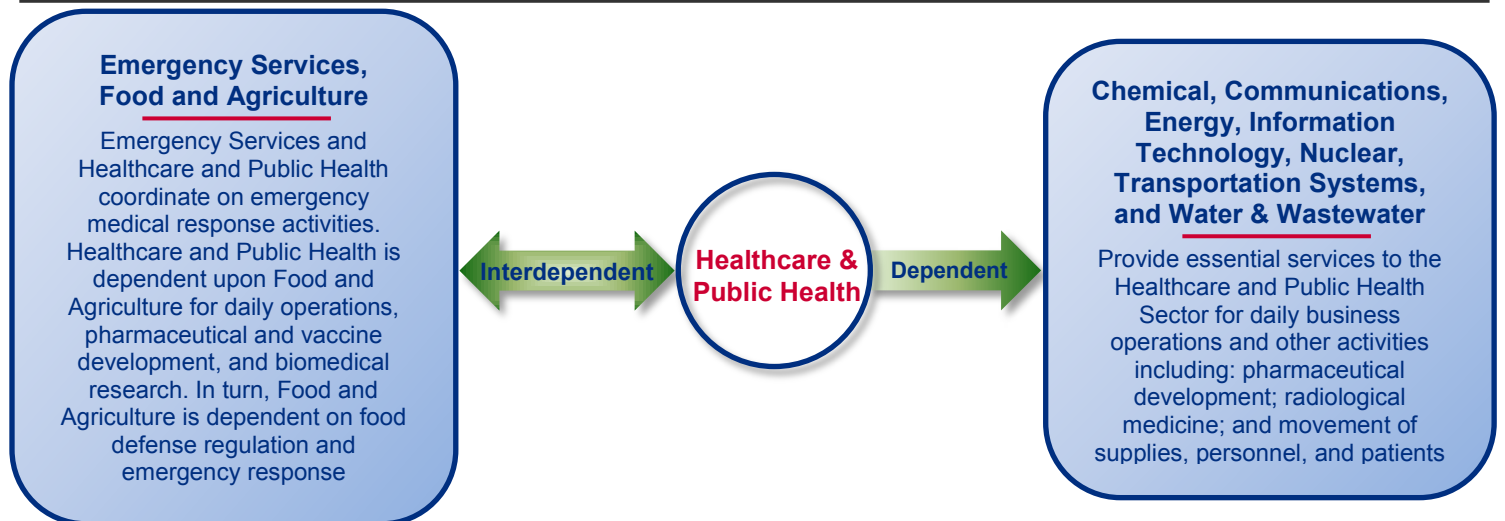 Emergency Services,
Food and Agriculture
Emergency Services and
Healthcare and Public Health
coordinate on emergency
medical response activities.
Healthcare and Public Health is
dependent upon Food and
Agriculture for daily operations,
pharmaceutical and vaccine
development, and biomedical
research. In turn, Food and
Agriculture is dependent on food
defense regulation and
emergency response
Interdependent
Healthcare &
Public Health
Dependent
Chemical, Communications,
Energy, Information
Technology, Nuclear,
Transportation Systems,
and Water & Wastewater
Provide essential services to the
Healthcare and Public Health
Sector for daily business
operations and other activities
including: pharmaceutical
development; radiological
medicine; and movement of
supplies, personnel, and patients